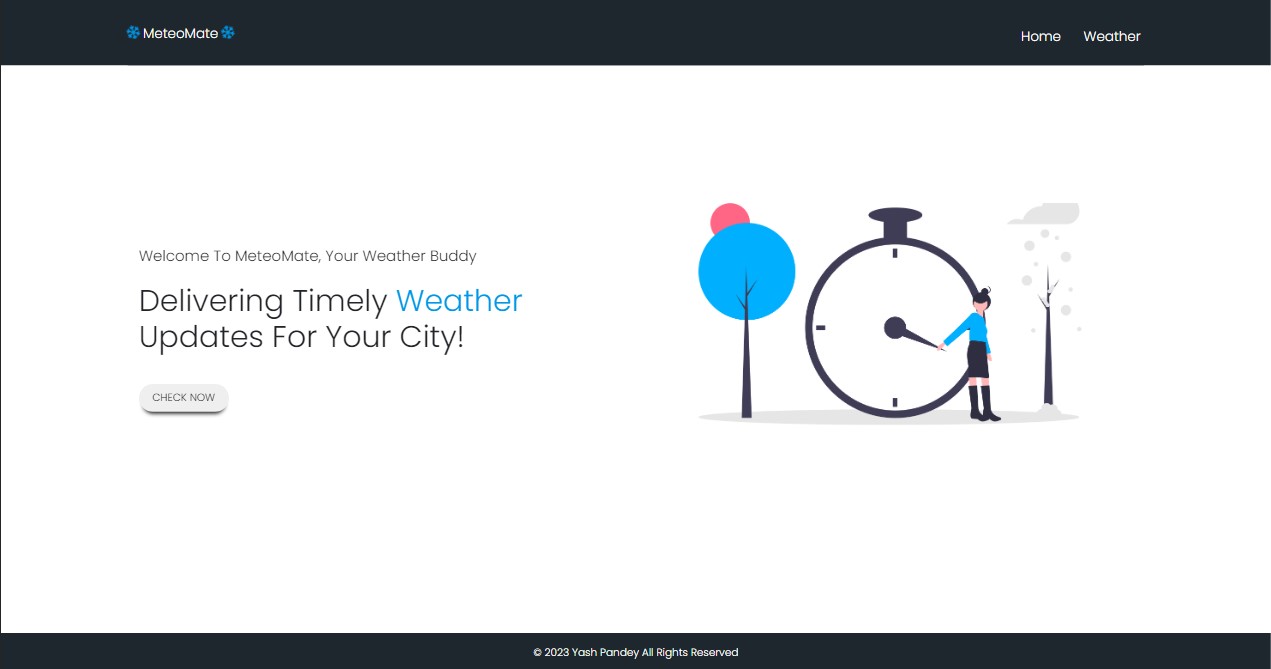 MeteoMate
Home Weather
Welcome To MeteoMate, Your Weather Buddy
Delivering Timely Weather
Updates For Your City!
CHECK NOW
© 2023 Yash Pandey All Rights Reserved